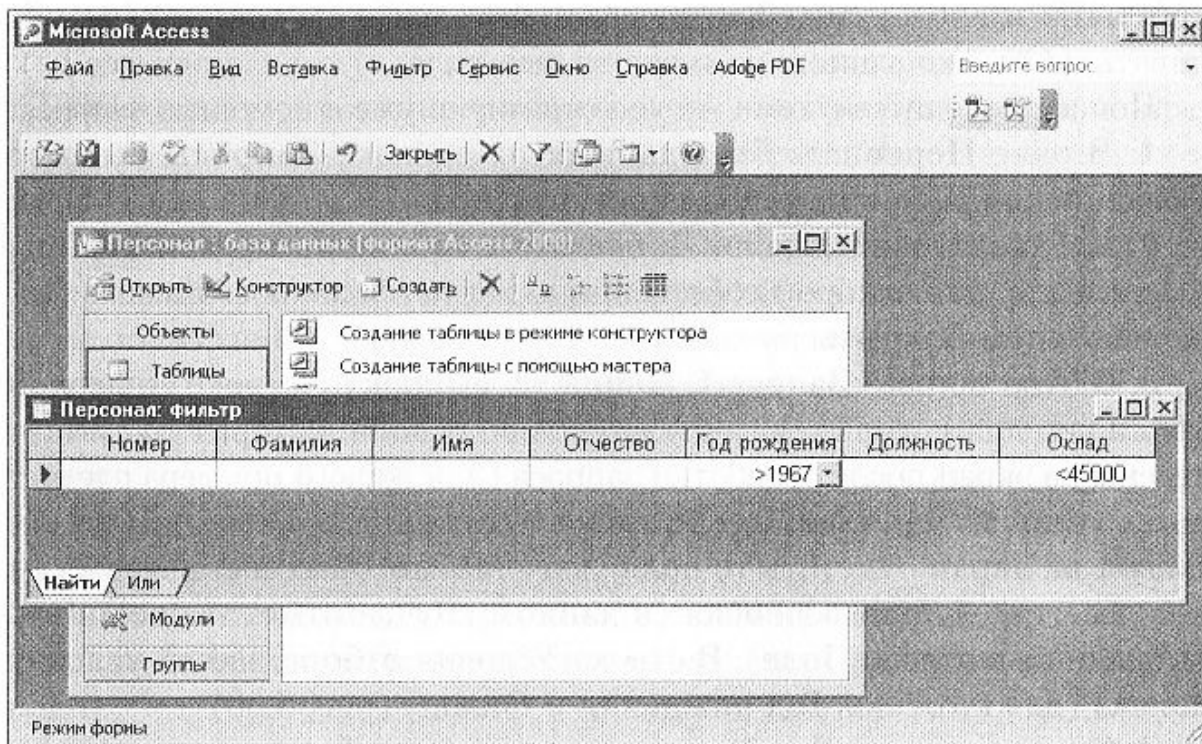 Microsoft Access
Файл Правка Вид Вставка Фильтр Сервис Окно Справка Adobe PDF Введите вопрос
Закрыть
Персонал : база данных (формат Access 2000)
Открыть Конструктор Создать
Объекты
Создание таблицы в режиме конструктора
Таблицы
Создание таблицы с помощью мастера
Персонал: фильтр
Номер Фамилия Имя Отчество Год рождения Должность Оклад
>1967 <45000
Найти Или
Модули
Группы
Режим формы